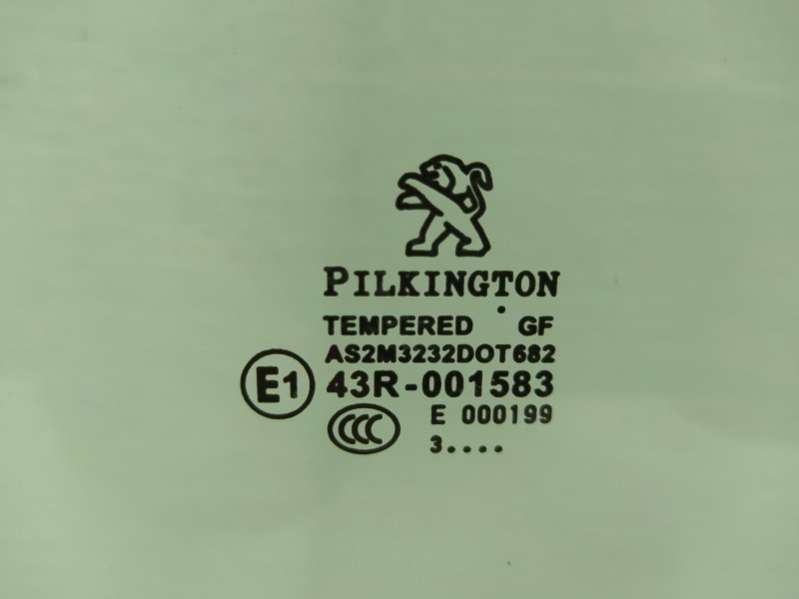 PILKINGTON
TEMPERED GF
AS2M3232DOT682
E1 43R-001583
CCC E 000199
3....